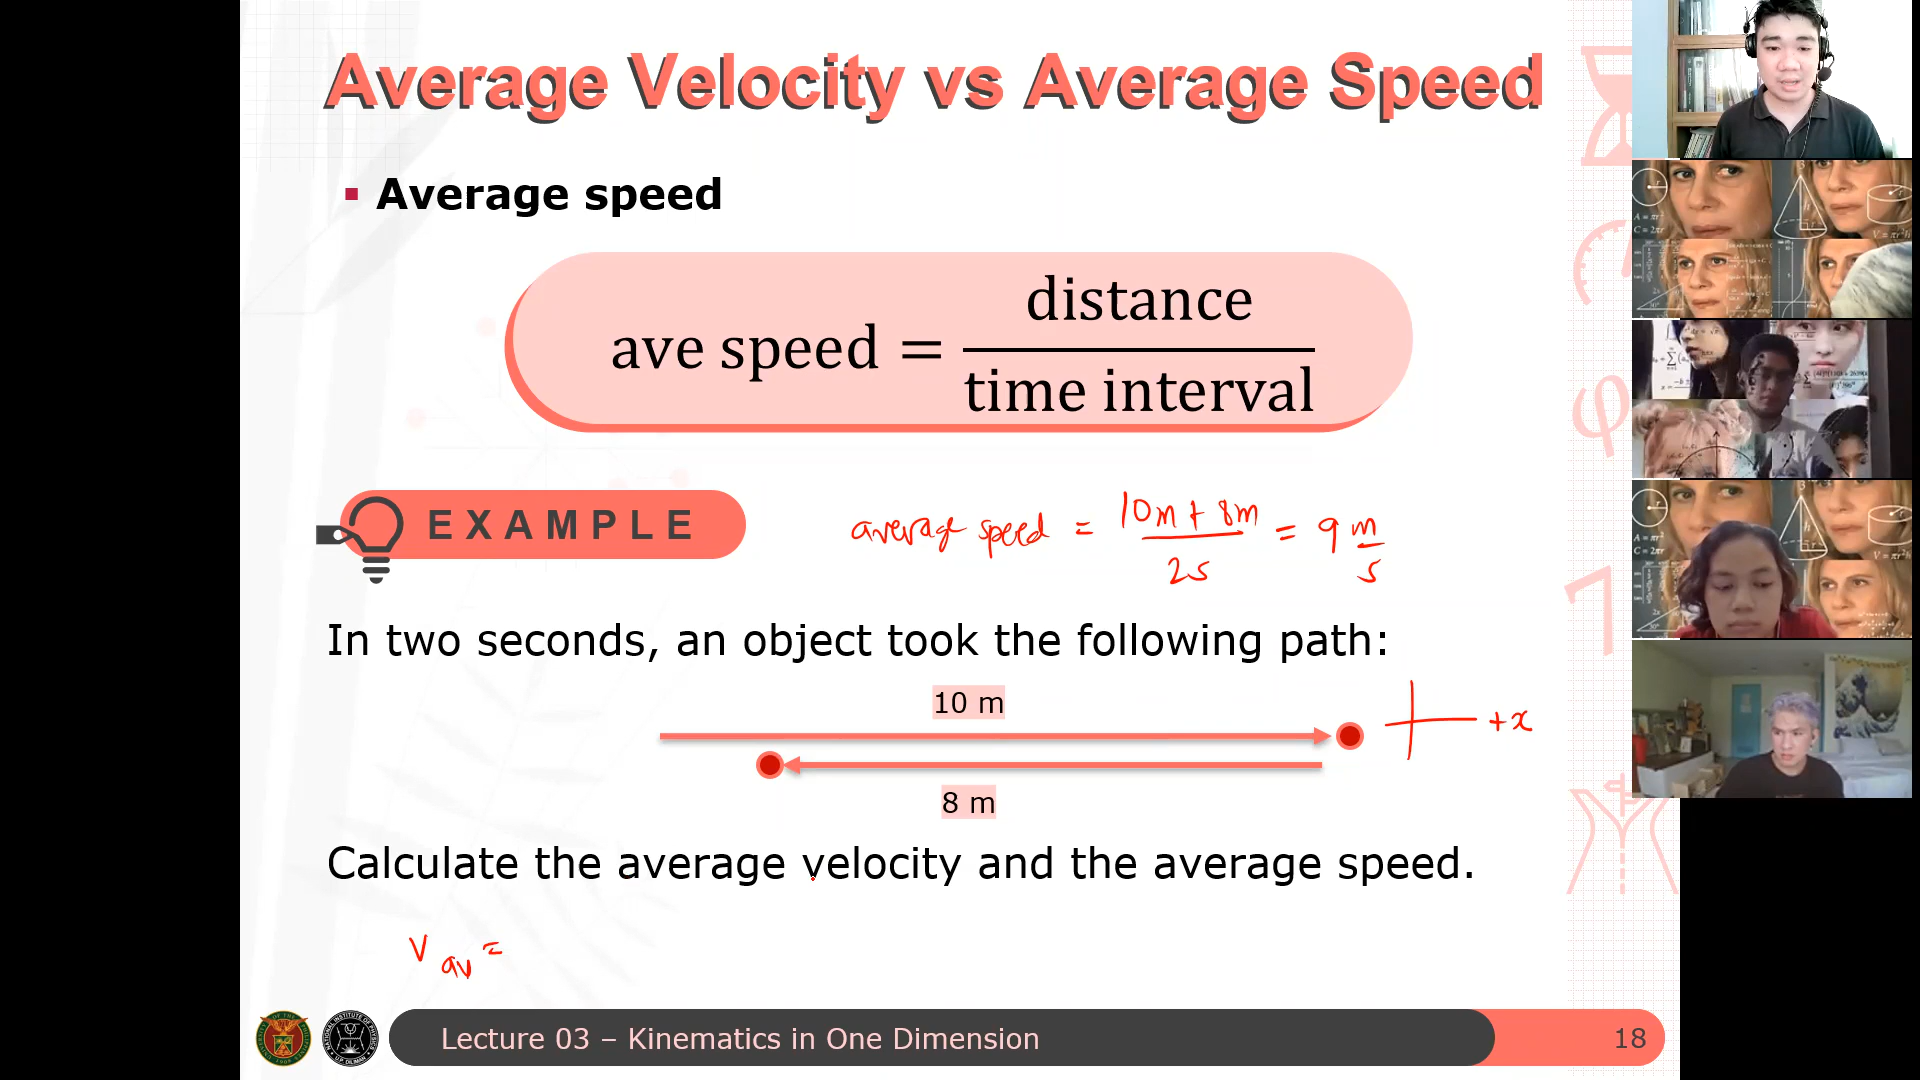 Average Velocity vs Average Speed
▪ Average speed
ave speed = distance / time interval
EXAMPLE
average speed = 10m + 8m / 2s = 9 m/s
In two seconds, an object took the following path:
10 m
+x
8 m
Calculate the average velocity and the average speed.
v av =
Lecture 03 – Kinematics in One Dimension
18